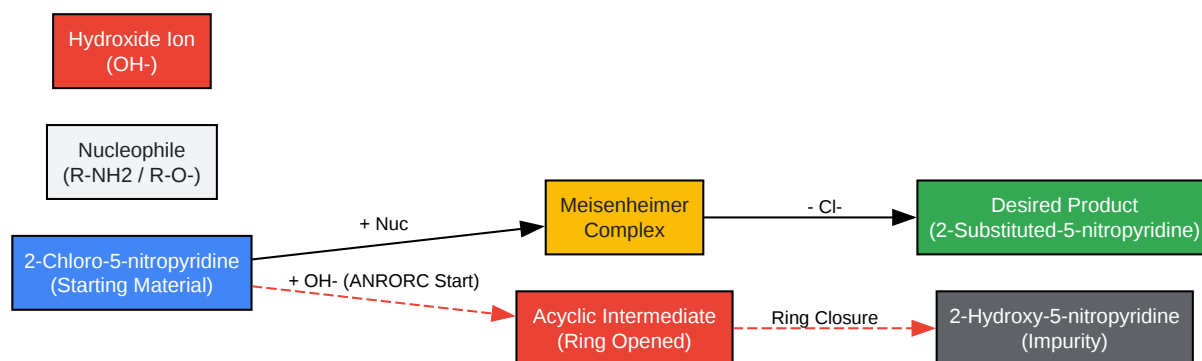 Hydroxide Ion
(OH-)
Nucleophile
(R-NH2 / R-O-)
2-Chloro-5-nitropyridine
(Starting Material)
+ Nuc
+ OH- (ANRORC Start)
Meisenheimer
Complex
Acyclic Intermediate
(Ring Opened)
- Cl-
Ring Closure
Desired Product
(2-Substituted-5-nitropyridine)
2-Hydroxy-5-nitropyridine
(Impurity)